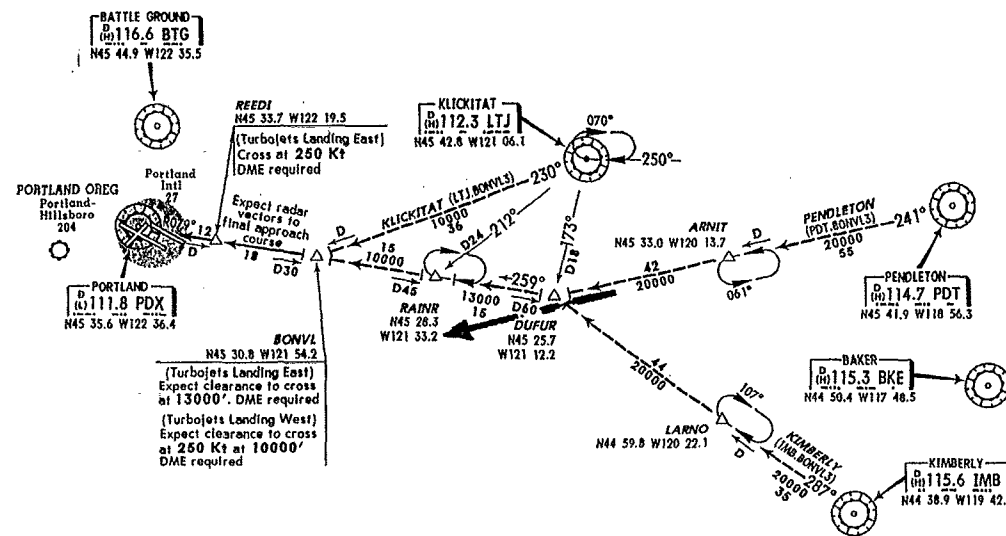 BATTLE GROUND
D (H) 116.6 BTG
N45 44.9 W122 35.5
REEDI
N45 33.7 W122 19.5
(Turbojets Landing East)
Cross at 250 Kt
DME required
KLICKITAT
D (H) 112.3 LTJ
N45 42.8 W121 06.1
070°
250°
230°
212°
173°
D18
PORTLAND OREG
Portland-
Hillsboro
204
Portland
Intl
27
R079°
12
D
18
Expect radar
vectors to
final approach
course
D
D30
KLICKITAT (LTJ.BONVL3)
10000
36
15
10000
D24
D45
259°
13000
15
D60
PORTLAND
D (L) 111.8 PDX
N45 35.6 W122 36.4
RAINR
N45 28.3
W121 33.2
DUFUR
N45 25.7
W121 12.2
BONVL
N45 30.8 W121 54.2
(Turbojets Landing East)
Expect clearance to cross
at 13000'. DME required
(Turbojets Landing West)
Expect clearance to cross
at 250 Kt at 10000'
DME required
ARNIT
N45 33.0 W120 13.7
D
42
20000
061°
PENDLETON
(PDT.BONVL3)
241°
20000
55
PENDLETON
D (H) 114.7 PDT
N45 41.9 W118 56.3
BAKER
D (H) 115.3 BKE
N44 50.4 W117 48.5
44
20000
107°
LARNO
N44 59.8 W120 22.1
D
KIMBERLY
(IMB.BONVL3)
287°
20000
35
KIMBERLY
D (H) 115.6 IMB
N44 38.9 W119 42.